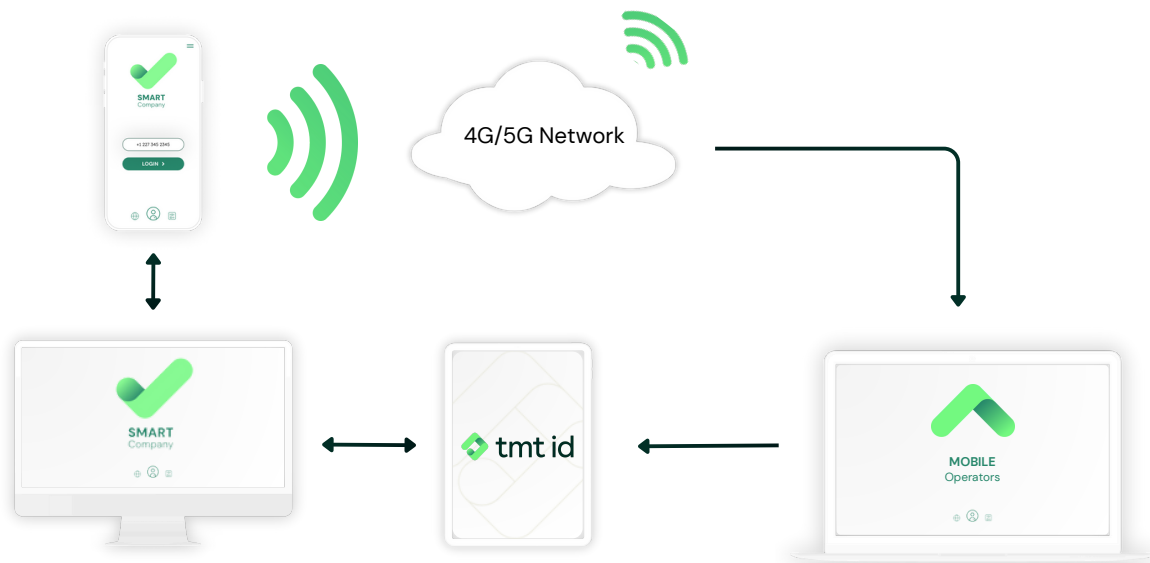 SMART
Company
+1 227 345 2345
LOGIN >
4G/5G Network
SMART
Company
tmt id
MOBILE
Operators